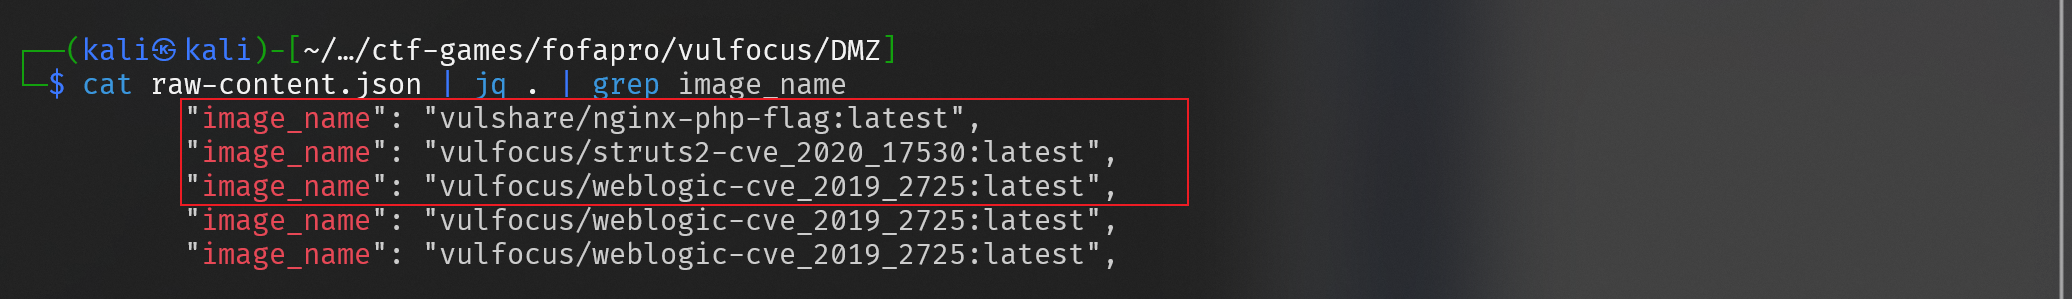 (kali㉿kali)-[~/…/ctf-games/fofapro/vulfocus/DMZ]
$ cat raw-content.json | jq . | grep image_name
"image_name": "vulshare/nginx-php-flag:latest",
"image_name": "vulfocus/struts2-cve_2020_17530:latest",
"image_name": "vulfocus/weblogic-cve_2019_2725:latest",
"image_name": "vulfocus/weblogic-cve_2019_2725:latest",
"image_name": "vulfocus/weblogic-cve_2019_2725:latest",